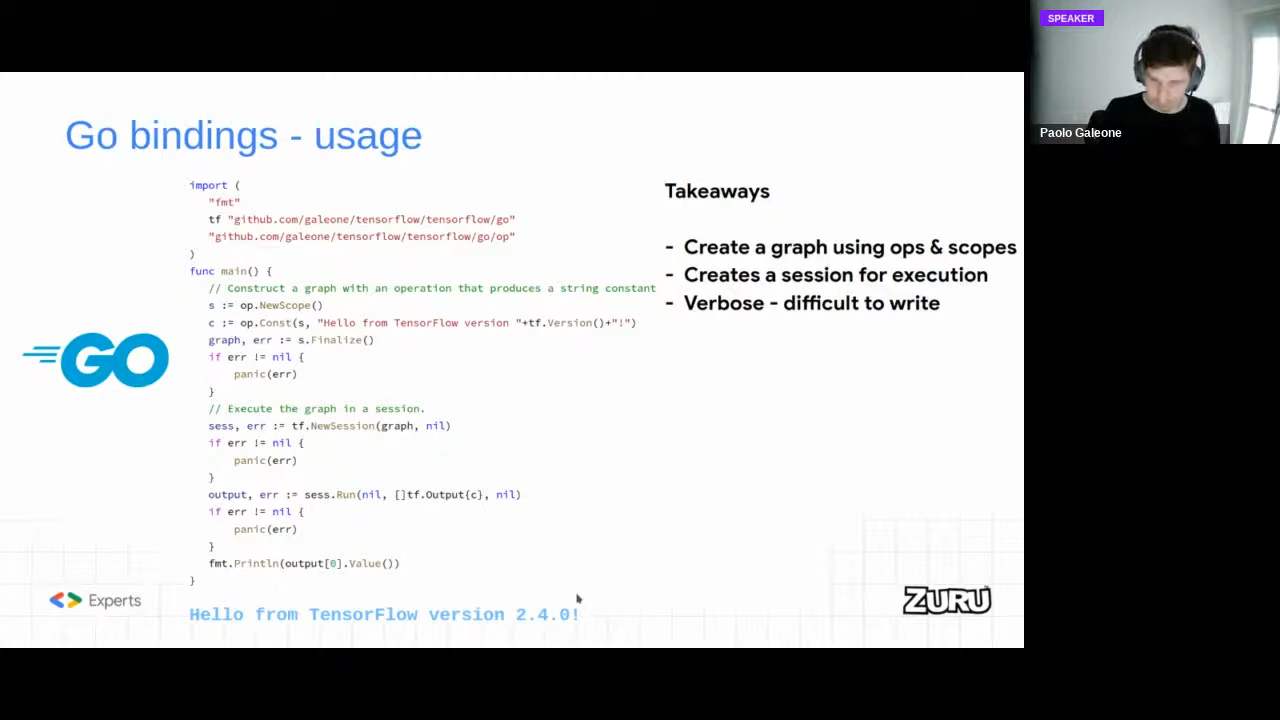 SPEAKER
Paolo Galeone
Go bindings - usage
import (
"fmt"
tf "github.com/galeone/tensorflow/tensorflow/go"
"github.com/galeone/tensorflow/tensorflow/go/op"
)
func main() {
// Construct a graph with an operation that produces a string constant
s := op.NewScope()
c := op.Const(s, "Hello from TensorFlow version "+tf.Version()+"!")
graph, err := s.Finalize()
if err != nil {
panic(err)
}
// Execute the graph in a session.
sess, err := tf.NewSession(graph, nil)
if err != nil {
panic(err)
}
output, err := sess.Run(nil, []tf.Output{c}, nil)
if err != nil {
panic(err)
}
fmt.Println(output[0].Value())
}
Hello from TensorFlow version 2.4.0!
Takeaways
- Create a graph using ops & scopes
- Creates a session for execution
- Verbose - difficult to write
GO
Experts
ZURU